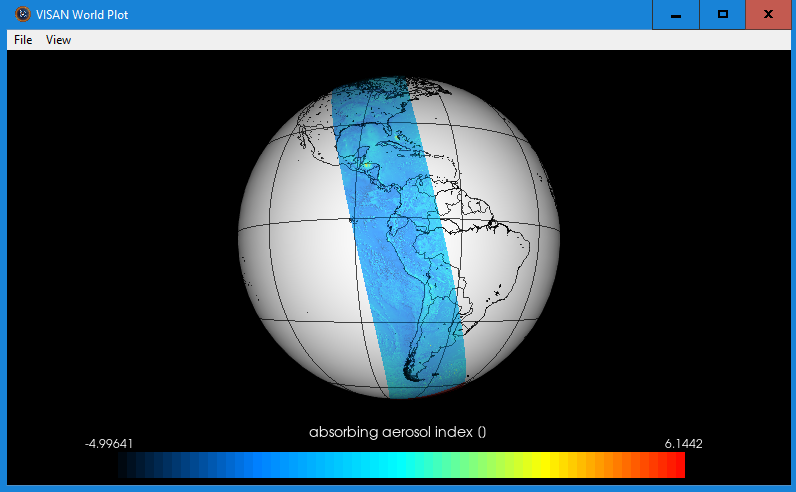 VISAN World Plot
File View
absorbing aerosol index []
-4.99641
6.1442